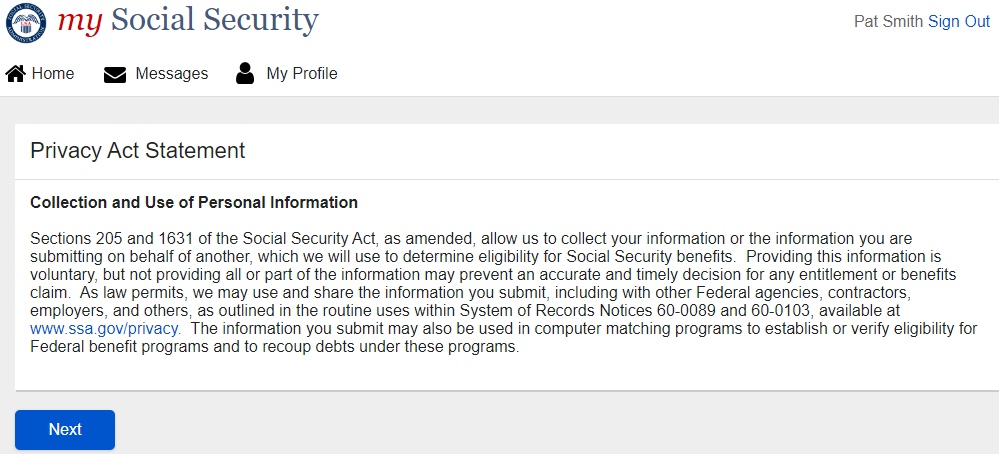 my Social Security
Pat Smith Sign Out
Home Messages My Profile
Privacy Act Statement
Collection and Use of Personal Information
Sections 205 and 1631 of the Social Security Act, as amended, allow us to collect your information or the information you are
submitting on behalf of another, which we will use to determine eligibility for Social Security benefits.  Providing this information is
voluntary, but not providing all or part of the information may prevent an accurate and timely decision for any entitlement or benefits
claim.  As law permits, we may use and share the information you submit, including with other Federal agencies, contractors,
employers, and others, as outlined in the routine uses within System of Records Notices 60-0089 and 60-0103, available at
www.ssa.gov/privacy.  The information you submit may also be used in computer matching programs to establish or verify eligibility for
Federal benefit programs and to recoup debts under these programs.
Next